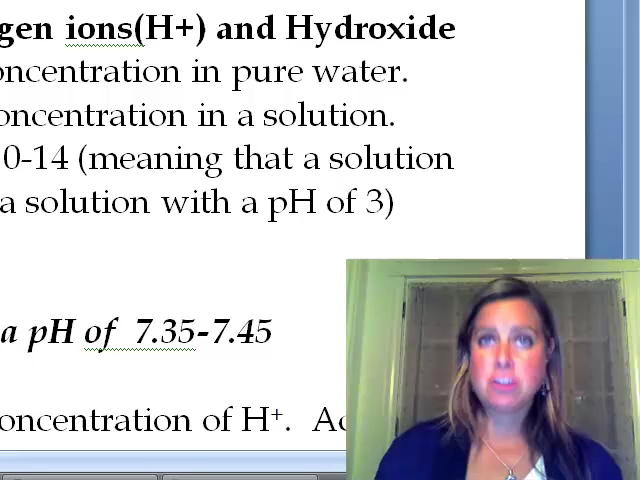 gen ions(H+) and Hydroxide
oncentration in pure water.
oncentration in a solution.
0-14 (meaning that a solution
a solution with a pH of 3)
a pH of 7.35-7.45
oncentration of H+. Ac